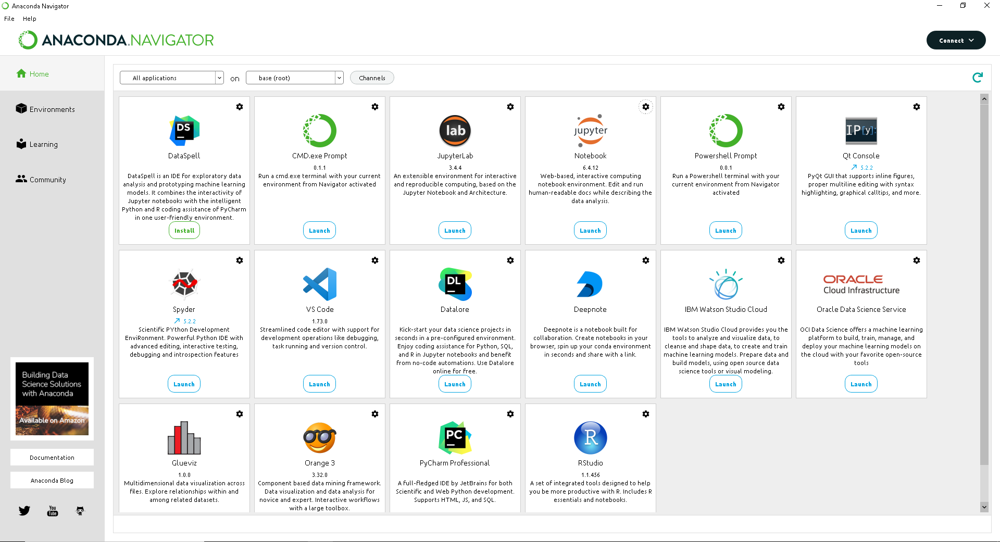 Anaconda Navigator
File Help
ANACONDA.NAVIGATOR
Connect
Home
Environments
Learning
Community
Building Data
Science Solutions
with Anaconda
Available on Amazon
Documentation
Anaconda Blog
You
Tube
All applications on base (root) Channels
DS
DataSpell
DataSpell is an IDE for exploratory data
analysis and prototyping machine learning
models. It combines the interactivity of
Jupyter notebooks with the intelligent
Python and R coding assistance of PyCharm
in one user-friendly environment.
Install
CMD.exe Prompt
0.1.1
Run a cmd.exe terminal with your current
environment from Navigator activated
Launch
lab
JupyterLab
3.4.4
An extensible environment for interactive
and reproducible computing, based on the
Jupyter Notebook and Architecture.
Launch
jupyter
Notebook
6.4.12
Web-based, interactive computing
notebook environment. Edit and run
human-readable docs while describing the
data analysis.
Launch
Powershell Prompt
0.0.1
Run a Powershell terminal with your
current environment from Navigator
activated
Launch
IP[y]:
Qt Console
5.2.2
PyQt GUI that supports inline figures,
proper multiline editing with syntax
highlighting, graphical calltips, and more.
Launch
Spyder
5.2.2
Scientific PYthon Development
EnviRonment. Powerful Python IDE with
advanced editing, interactive testing,
debugging and introspection features
Launch
VS Code
1.73.0
Streamlined code editor with support for
development operations like debugging,
task running and version control.
Launch
DL
Datalore
Kick-start your data science projects in
seconds in a pre-configured environment.
Enjoy coding assistance for Python, SQL,
and R in Jupyter notebooks and benefit
from no-code automations. Use Datalore
online for free.
Launch
Deepnote
Deepnote is a notebook built for
collaboration. Create notebooks in your
browser, spin up your conda environment
in seconds and share with a link.
Launch
IBM Watson Studio Cloud
IBM Watson Studio Cloud provides you the
tools to analyze and visualize data, to
cleanse and shape data, to create and train
machine learning models. Prepare data and
build models, using open source data
science tools or visual modeling.
Launch
ORACLE
Cloud Infrastructure
Oracle Data Science Service
OCI Data Science offers a machine learning
platform to build, train, manage, and
deploy your machine learning models on
the cloud with your favorite open-source
tools
Launch
Glueviz
1.0.0
Multidimensional data visualization across
files. Explore relationships within and
among related datasets.
Orange 3
3.32.0
Component based data mining framework.
Data visualization and data analysis for
novice and expert. Interactive workflows
with a large toolbox.
PC
PyCharm Professional
A full-fledged IDE by JetBrains for both
Scientific and Web Python development.
Supports HTML, JS, and SQL.
R
RStudio
1.1.456
A set of integrated tools designed to help
you be more productive with R. Includes R
essentials and notebooks.